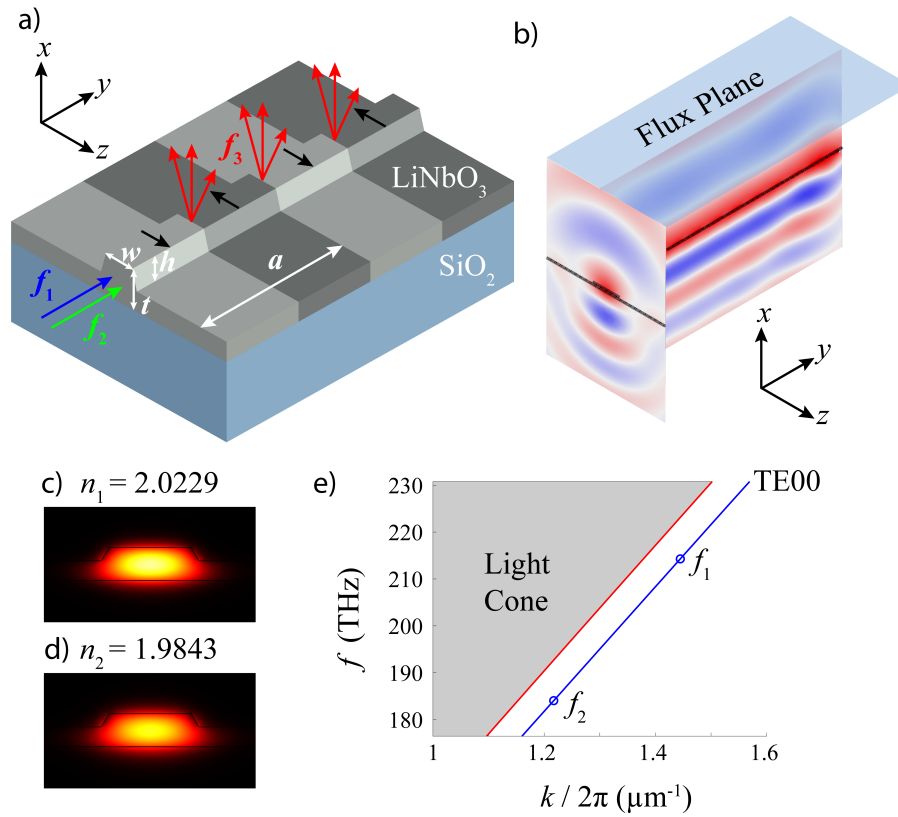 a)
x
y
z
f3
LiNbO3
w
h
a
SiO2
t
f1
f2
b)
Flux Plane
x
y
z
c) n1 = 2.0229
d) n2 = 1.9843
e)
TE00
230
220
210
200
190
180
f (THz)
Light
Cone
f1
f2
1
1.2
1.4
1.6
k / 2π (μm-1)